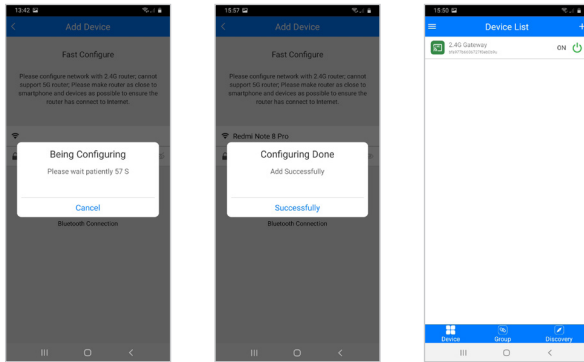 13:42
Add Device
Fast Configure
Please configure network with 2.4G router; cannot
support 5G router; Please make router as close to
smartphone and devices as possible to ensure the
router has connect to Internet.
Being Configuring
Please wait patiently 57 S
Cancel
Bluetooth Connection
15:57
Add Device
Fast Configure
Please configure network with 2.4G router; cannot
support 5G router; Please make router as close to
smartphone and devices as possible to ensure the
router has connect to Internet.
Redmi Note 8 Pro
Configuring Done
Add Successfully
Successfully
Bluetooth Connection
15:50
Device List
2.4G Gateway
ON
Device
Group
Discovery